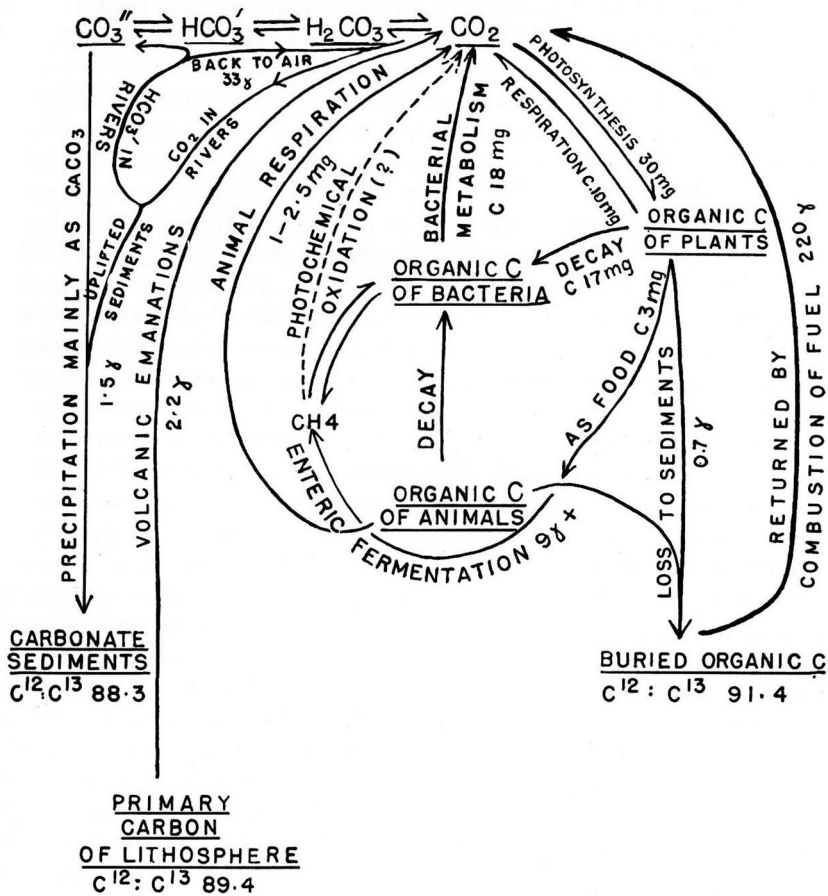 CO3'' ⇌ HCO3' ⇌ H2CO3 ⇌ CO2
BACK TO AIR
33γ
HCO3' IN
RIVERS
CO2 IN
RIVERS
UPLIFTED
SEDIMENTS
1.5γ
PRECIPITATION MAINLY AS CACO3
VOLCANIC EMANATIONS
2.2γ
ANIMAL RESPIRATION
1-2.5mg
PHOTOCHEMICAL
OXIDATION(?)
BACTERIAL
METABOLISM
C 18 mg
RESPIRATION C.10mg
PHOTOSYNTHESIS 30mg
ORGANIC C
OF PLANTS
DECAY
C 17mg
ORGANIC C
OF BACTERIA
CH4
DECAY
AS FOOD C3mg
LOSS TO SEDIMENTS
0.7γ
RETURNED BY
COMBUSTION OF FUEL 220γ
ORGANIC C
OF ANIMALS
ENTERIC
FERMENTATION 9γ+
CARBONATE
SEDIMENTS
C12:C13 88.3
BURIED ORGANIC C
C12: C13 91.4
PRIMARY
CARBON
OF LITHOSPHERE
C12: C13 89.4